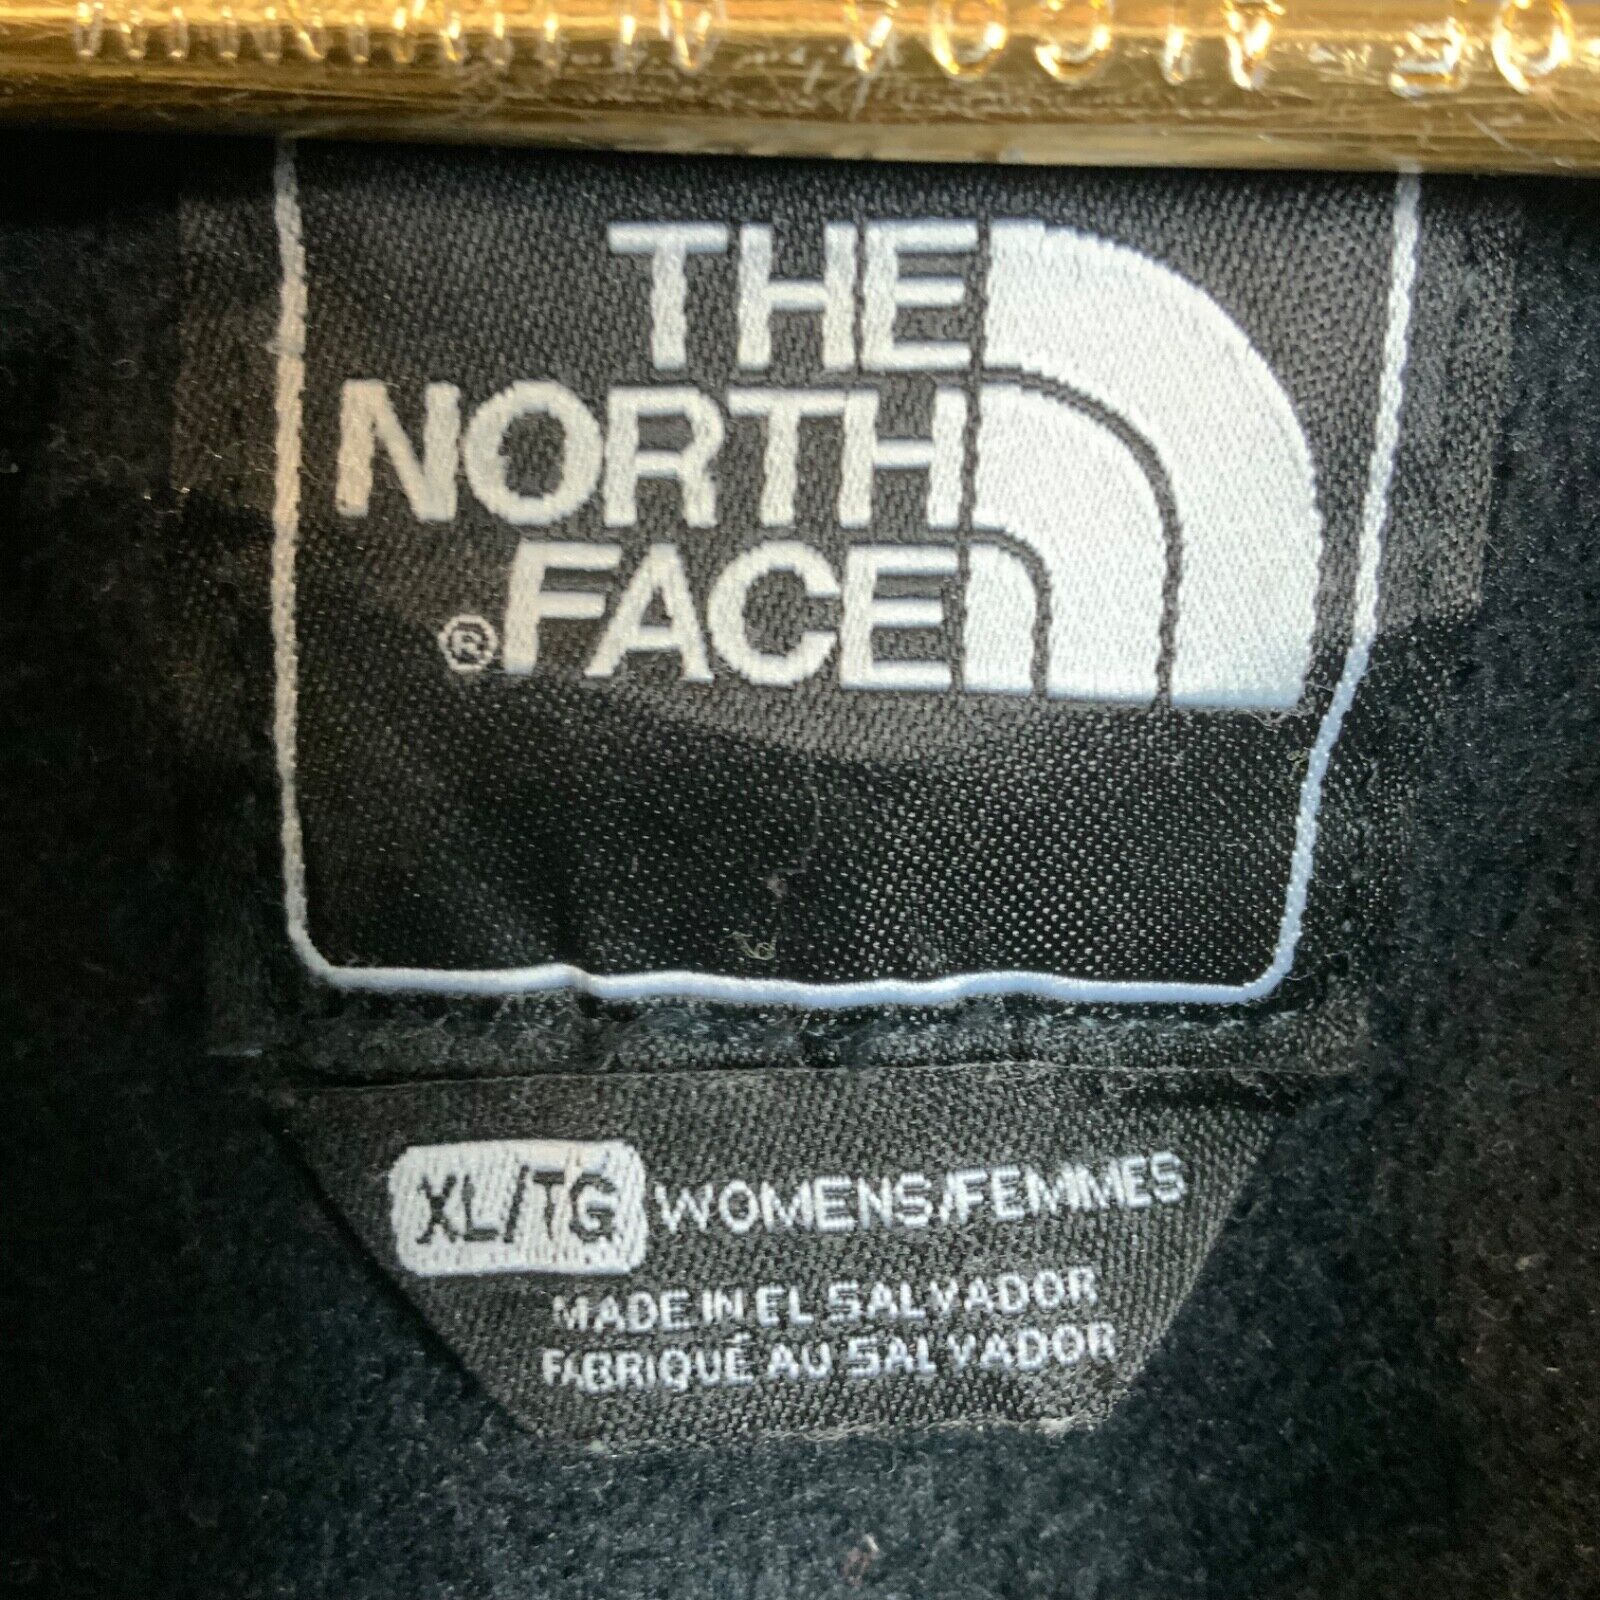 THE
NORTH
®FACE
XL/TG WOMENS/FEMMES
MADE IN EL SALVADOR
FABRIQUÉ AU SALVADOR